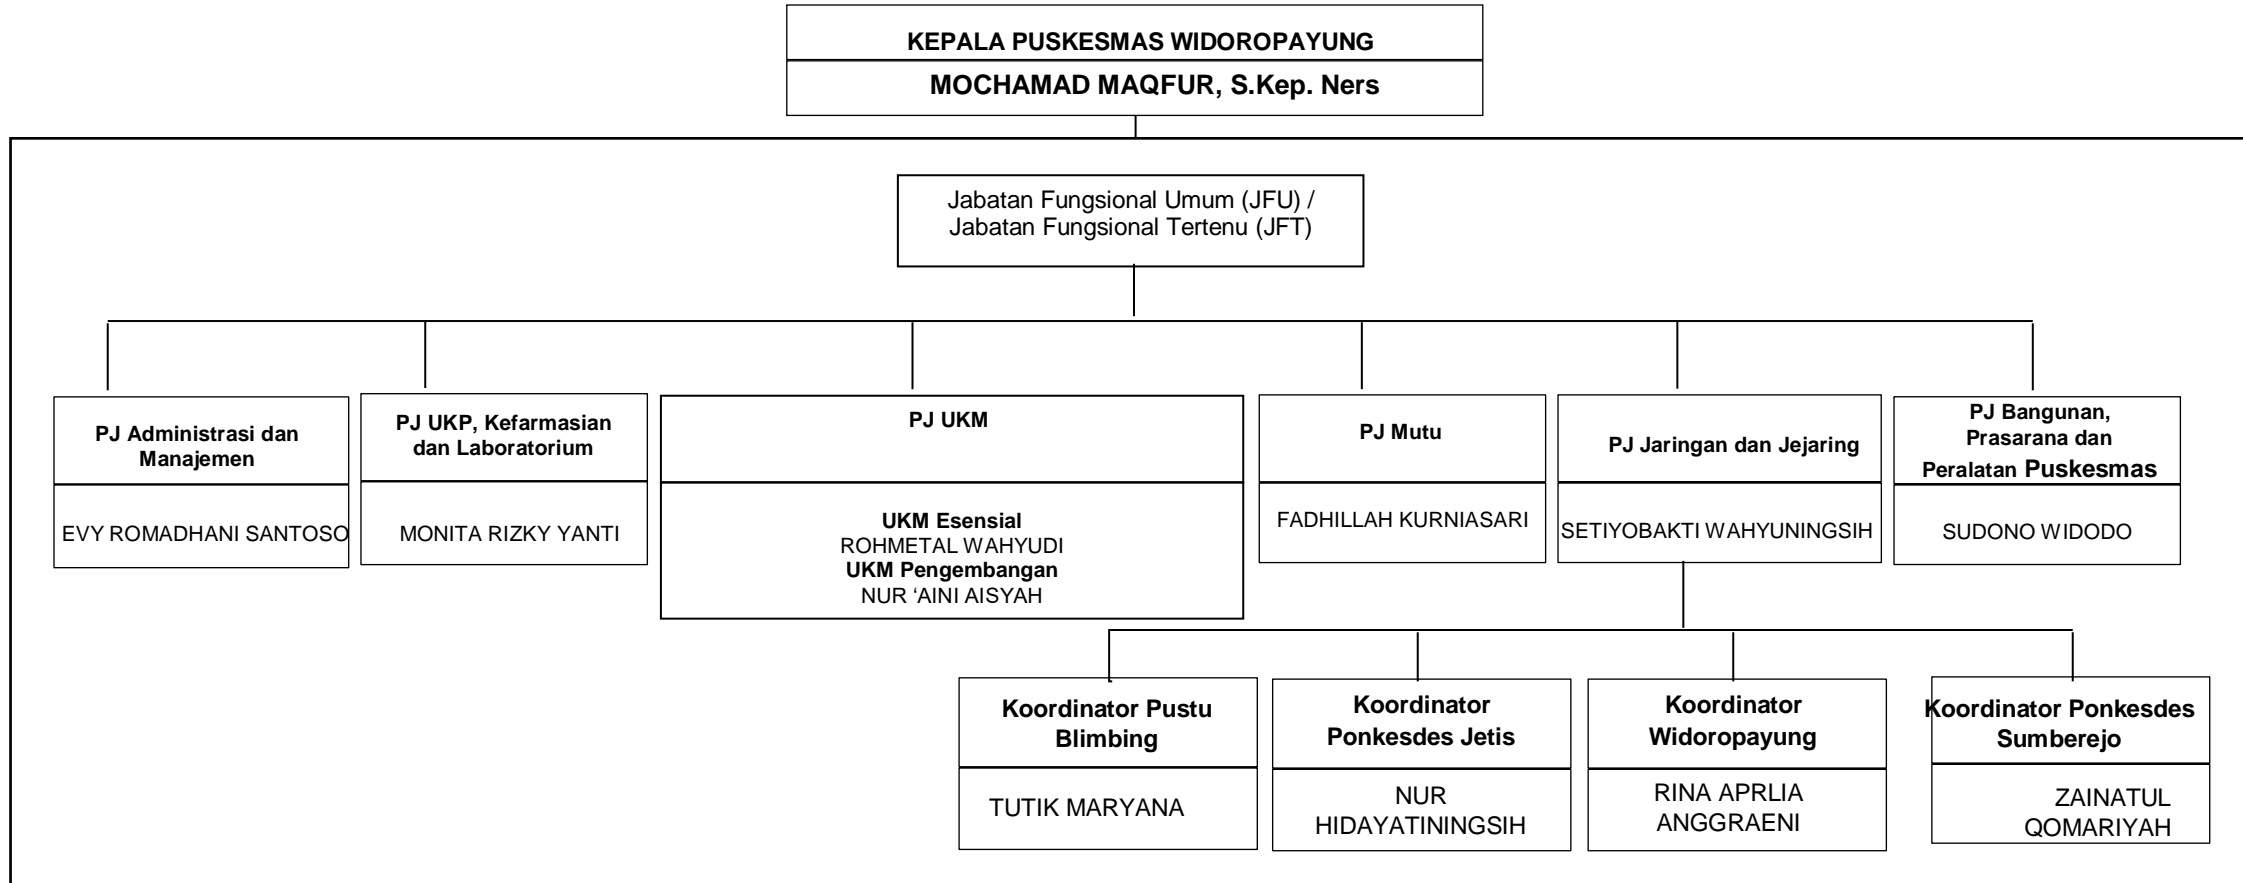 KEPALA PUSKESMAS WIDOROPAYUNG
MOCHAMAD MAQFUR, S.Kep. Ners
Jabatan Fungsional Umum (JFU) /
Jabatan Fungsional Tertenu (JFT)
PJ Administrasi dan
Manajemen
EVY ROMADHANI SANTOSO
PJ UKP, Kefarmasian
dan Laboratorium
MONITA RIZKY YANTI
PJ UKM
UKM Esensial
ROHMETAL WAHYUDI
UKM Pengembangan
NUR ‘AINI AISYAH
PJ Mutu
FADHILLAH KURNIASARI
PJ Jaringan dan Jejaring
SETIYOBAKTI WAHYUNINGSIH
PJ Bangunan,
Prasarana dan
Peralatan Puskesmas
SUDONO WIDODO
Koordinator Pustu
Blimbing
TUTIK MARYANA
Koordinator
Ponkesdes Jetis
NUR
HIDAYATININGSIH
Koordinator
Widoropayung
RINA APRLIA
ANGGRAENI
Koordinator Ponkesdes
Sumberejo
ZAINATUL
QOMARIYAH